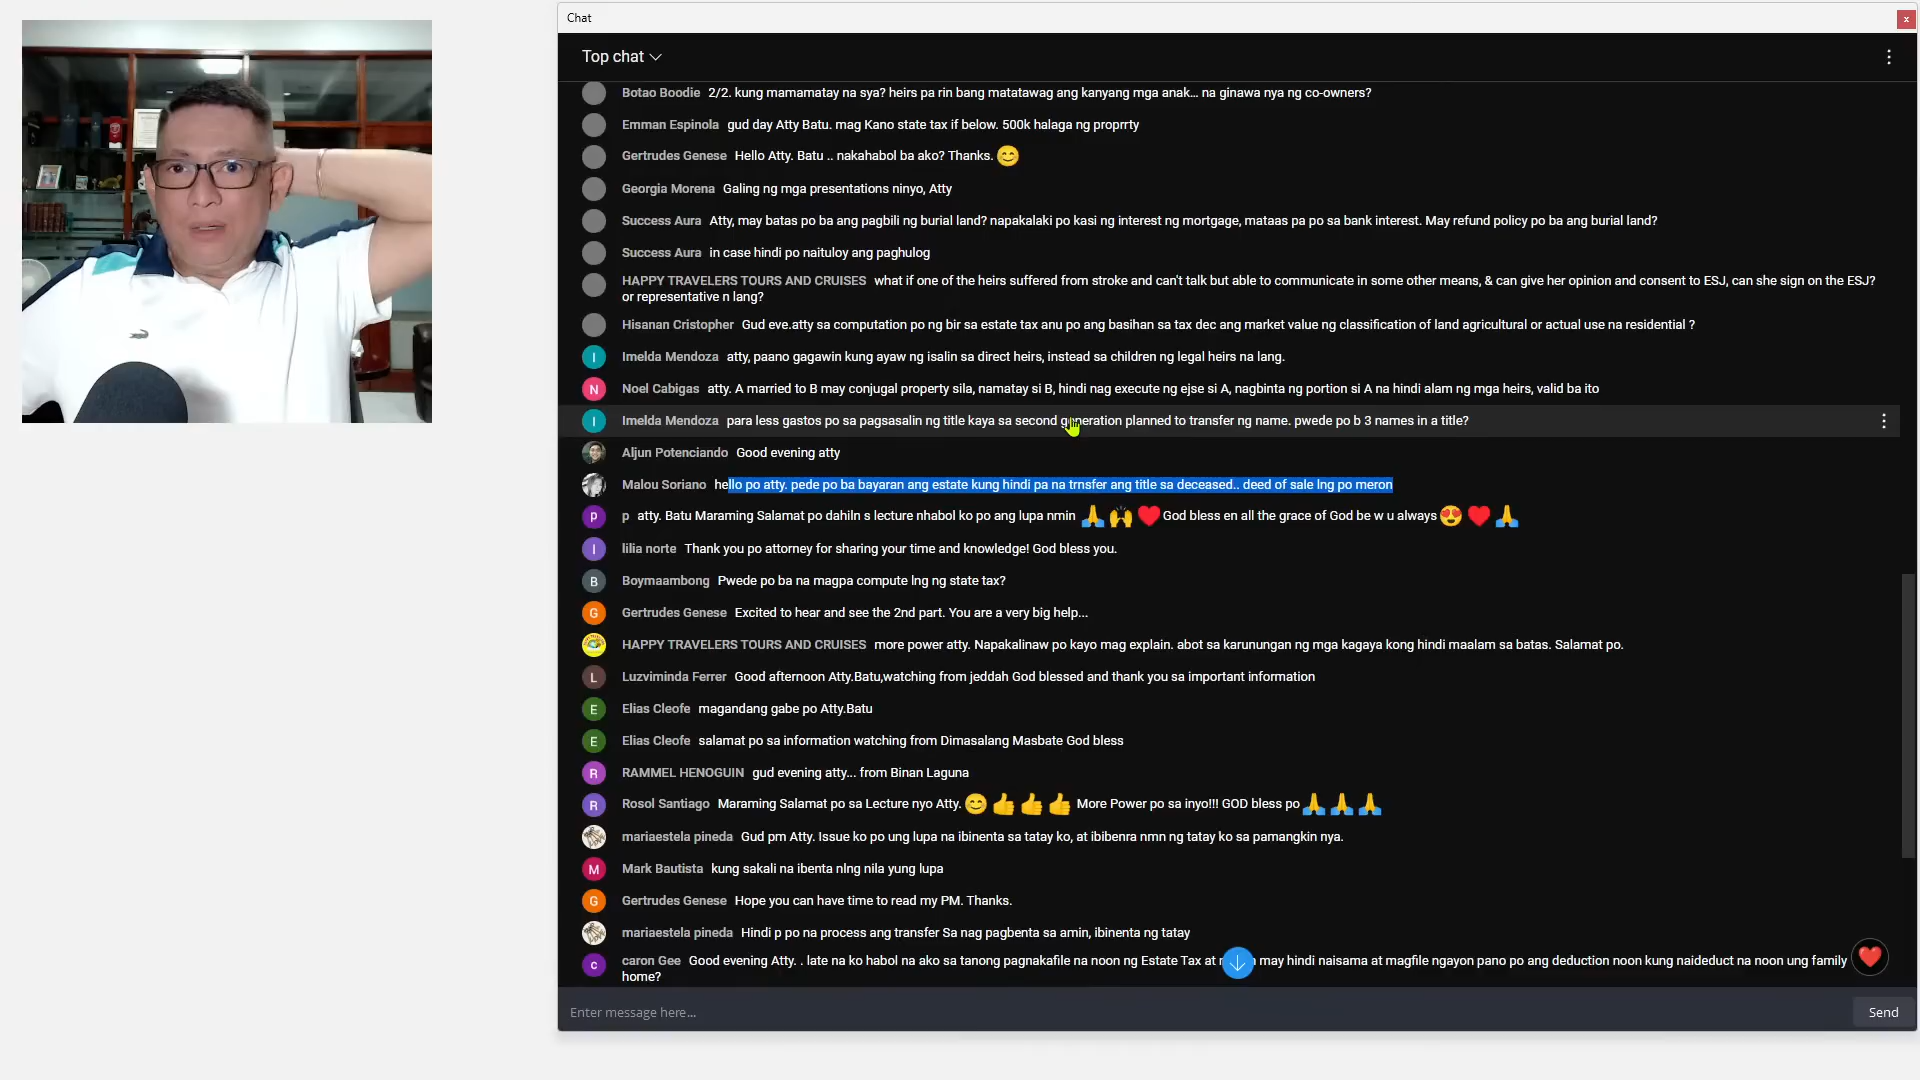 Chat
Top chat
Botao Boodie 2/2. kung mamamatay na sya? heirs pa rin bang matatawag ang kanyang mga anak... na ginawa nya ng co-owners?
Emman Espinola gud day Atty Batu. mag Kano state tax if below. 500k halaga ng proprrty
Gertrudes Genese Hello Atty. Batu .. nakahabol ba ako? Thanks. 😊
Georgia Morena Galing ng mga presentations ninyo, Atty
Success Aura Atty, may batas po ba ang pagbili ng burial land? napakalaki po kasi ng interest ng mortgage, mataas pa po sa bank interest. May refund policy po ba ang burial land?
Success Aura in case hindi po naituloy ang paghulog
HAPPY TRAVELERS TOURS AND CRUISES what if one of the heirs suffered from stroke and can't talk but able to communicate in some other means, & can give her opinion and consent to ESJ, can she sign on the ESJ?
or representative n lang?
Hisanan Cristopher Gud eve.atty sa computation po ng bir sa estate tax anu po ang basihan sa tax dec ang market value ng classification of land agricultural or actual use na residential ?
I Imelda Mendoza atty, paano gagawin kung ayaw ng isalin sa direct heirs, instead sa children ng legal heirs na lang.
N Noel Cabigas atty. A married to B may conjugal property sila, namatay si B, hindi nag execute ng ejse si A, nagbinta ng portion si A na hindi alam ng mga heirs, valid ba ito
I Imelda Mendoza para less gastos po sa pagsasalin ng title kaya sa second generation planned to transfer ng name. pwede po b 3 names in a title?
Aljun Potenciando Good evening atty
Malou Soriano hello po atty. pede po ba bayaran ang estate kung hindi pa na trnsfer ang title sa deceased.. deed of sale lng po meron
P p atty. Batu Maraming Salamat po dahiln s lecture nhabol ko po ang lupa nmin 🙏 🙌 ❤️ God bless en all the grace of God be w u always 😍 ❤️ 🙏
l lilia norte Thank you po attorney for sharing your time and knowledge! God bless you.
B Boymaambong Pwede po ba na magpa compute lng ng state tax?
G Gertrudes Genese Excited to hear and see the 2nd part. You are a very big help...
HAPPY TRAVELERS TOURS AND CRUISES more power atty. Napakalinaw po kayo mag explain. abot sa karunungan ng mga kagaya kong hindi maalam sa batas. Salamat po.
L Luzviminda Ferrer Good afternoon Atty.Batu,watching from jeddah God blessed and thank you sa important information
E Elias Cleofe magandang gabe po Atty.Batu
E Elias Cleofe salamat po sa information watching from Dimasalang Masbate God bless
R RAMMEL HENOGUIN gud evening atty... from Binan Laguna
R Rosol Santiago Maraming Salamat po sa Lecture nyo Atty. 😊 👍 👍 👍 More Power po sa inyo!!! GOD bless po 🙏 🙏 🙏
mariaestela pineda Gud pm Atty. Issue ko po ung lupa na ibinenta sa tatay ko, at ibibenra nmn ng tatay ko sa pamangkin nya.
M Mark Bautista kung sakali na ibenta nlng nila yung lupa
G Gertrudes Genese Hope you can have time to read my PM. Thanks.
mariaestela pineda Hindi p po na process ang transfer Sa nag pagbenta sa amin, ibinenta ng tatay
c caron Gee Good evening Atty. . late na ko habol na ako sa tanong pagnakafile na noon ng Estate Tax at may hindi naisama at magfile ngayon pano po ang deduction noon kung naideduct na noon ung family
home?
Enter message here...
Send